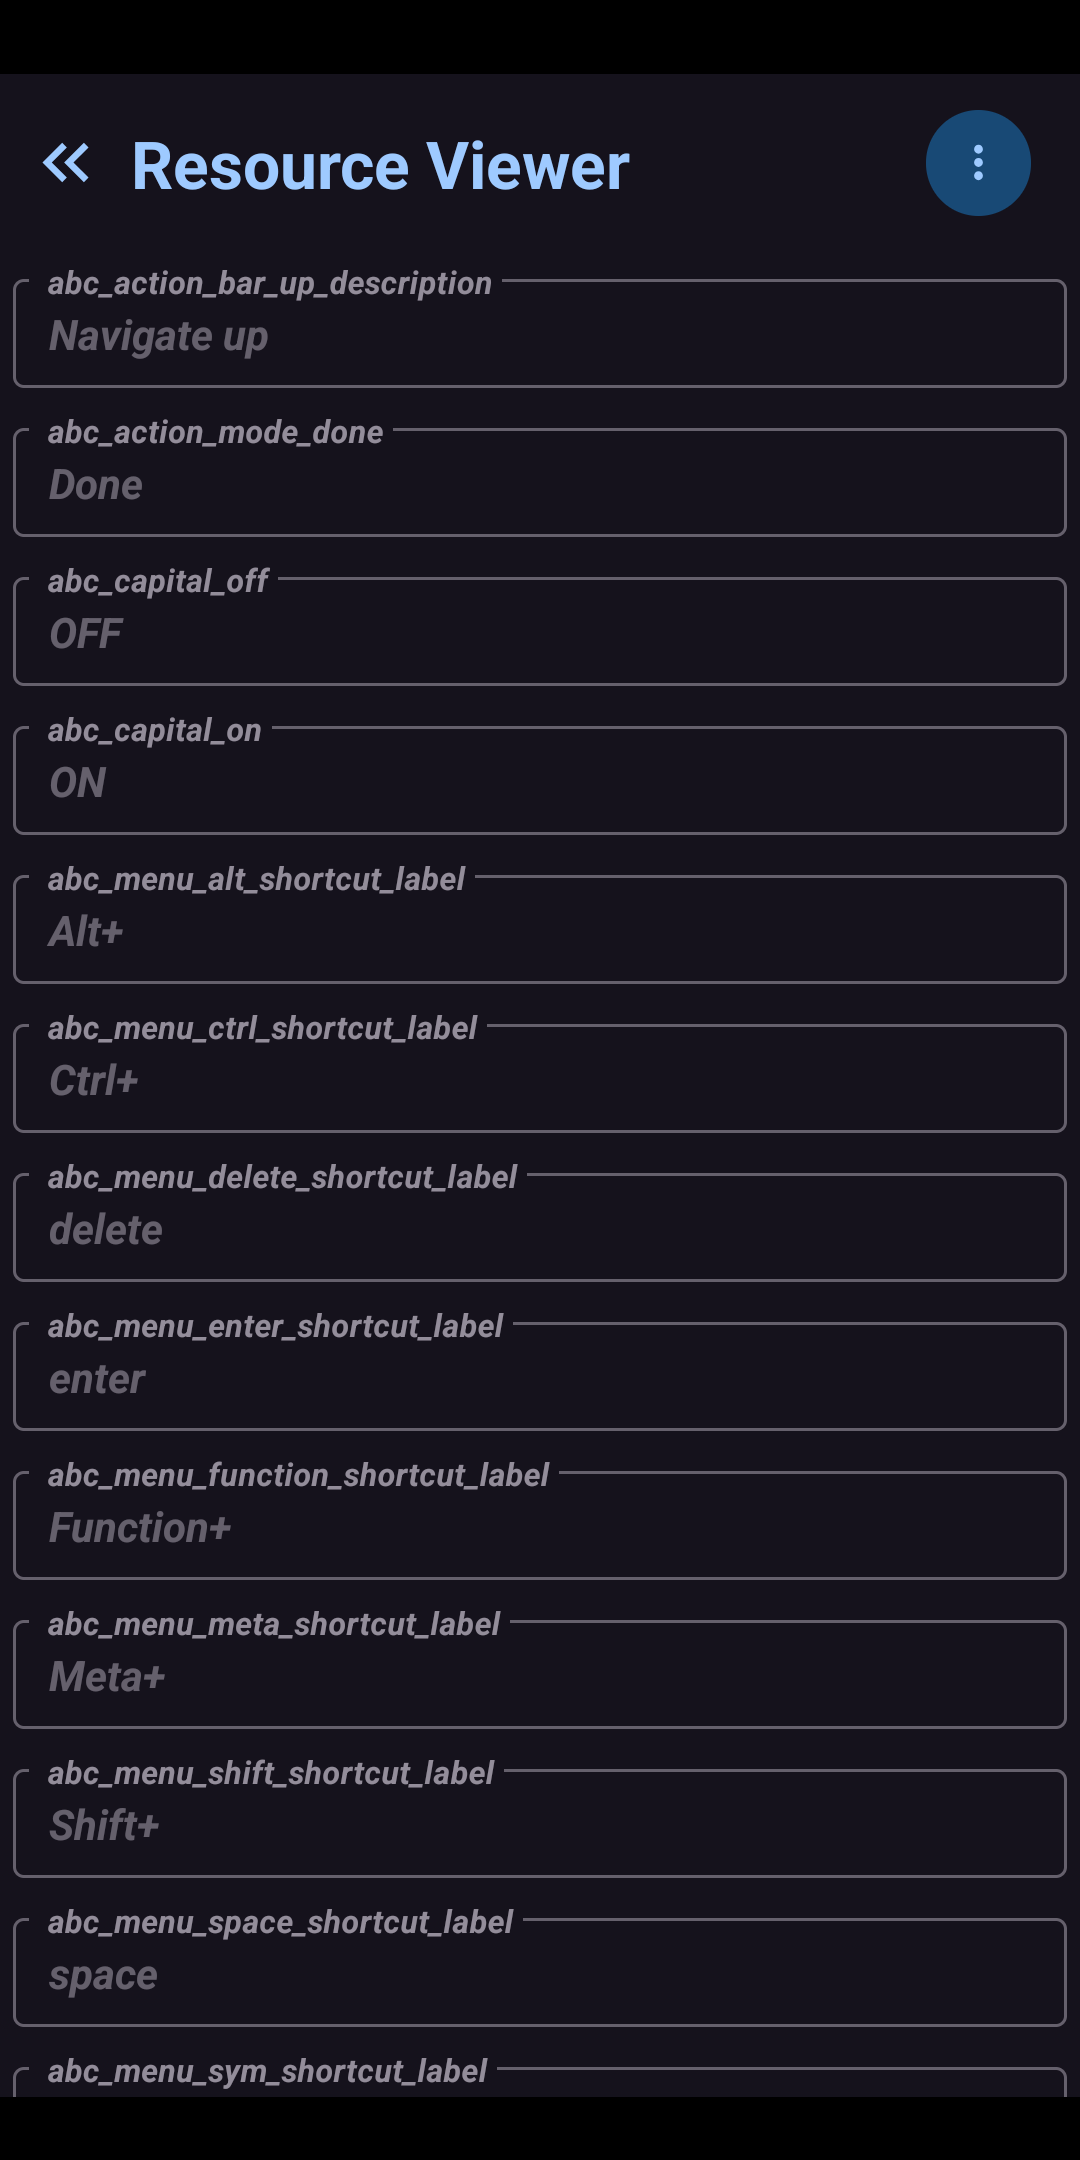 Resource Viewer
abc_action_bar_up_description
Navigate up
abc_action_mode_done
Done
abc_capital_off
OFF
abc_capital_on
ON
abc_menu_alt_shortcut_label
Alt+
abc_menu_ctrl_shortcut_label
Ctrl+
abc_menu_delete_shortcut_label
delete
abc_menu_enter_shortcut_label
enter
abc_menu_function_shortcut_label
Function+
abc_menu_meta_shortcut_label
Meta+
abc_menu_shift_shortcut_label
Shift+
abc_menu_space_shortcut_label
space
abc_menu_sym_shortcut_label